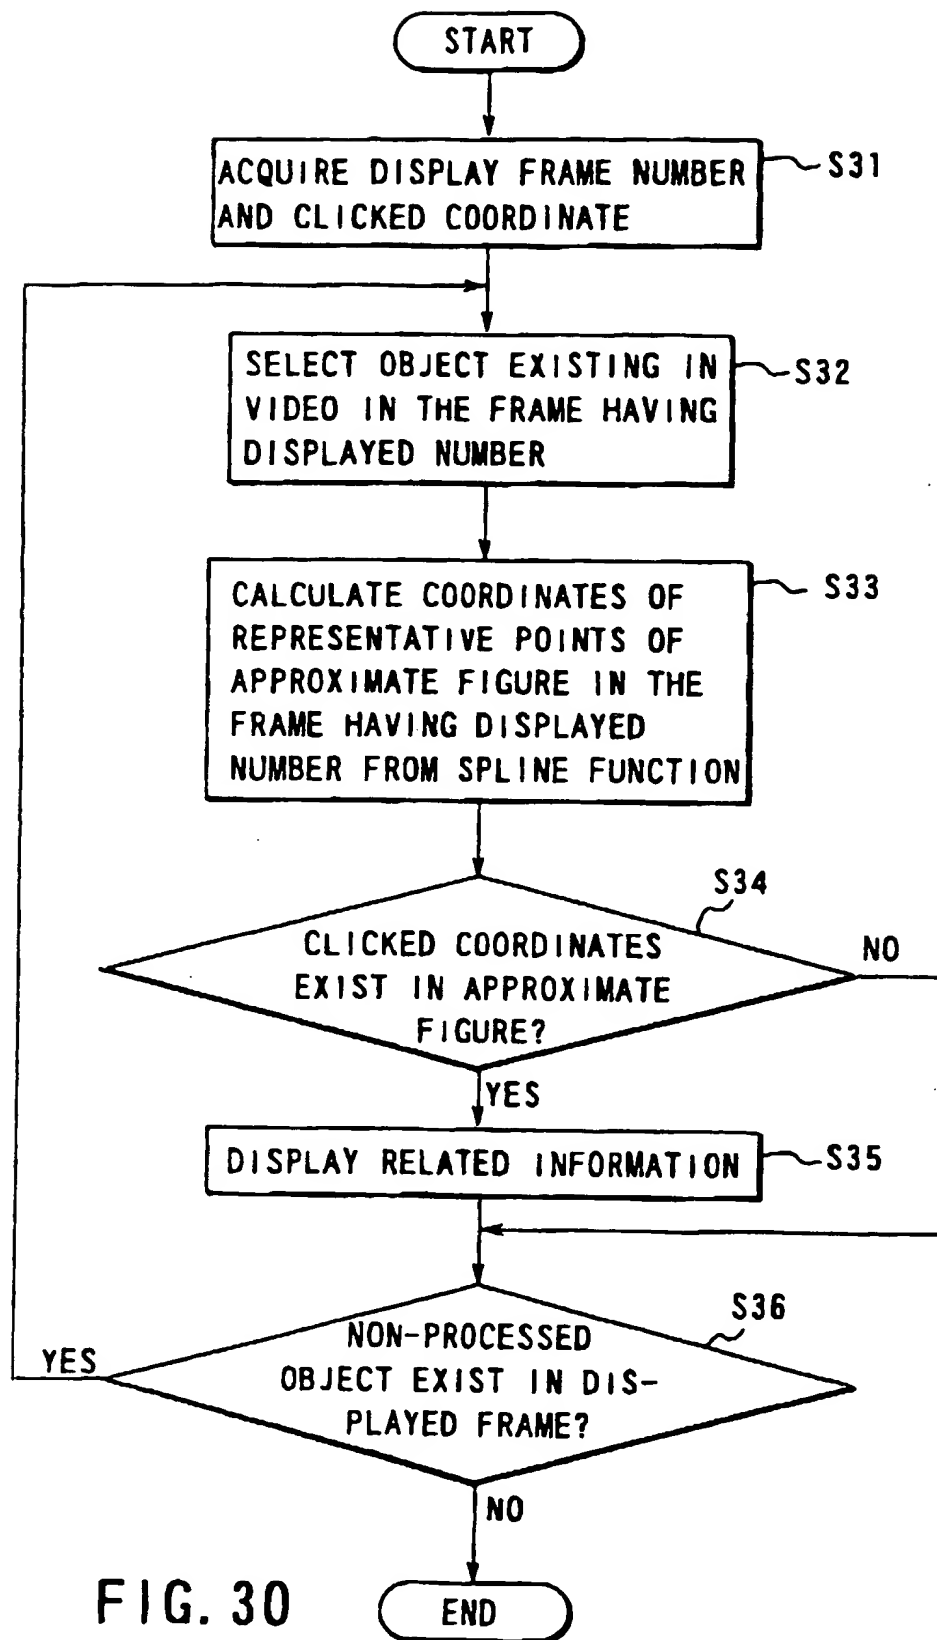 START
ACQUIRE DISPLAY FRAME NUMBER
AND CLICKED COORDINATE
S31
SELECT OBJECT EXISTING IN
VIDEO IN THE FRAME HAVING
DISPLAYED NUMBER
S32
CALCULATE COORDINATES OF
REPRESENTATIVE POINTS OF
APPROXIMATE FIGURE IN THE
FRAME HAVING DISPLAYED
NUMBER FROM SPLINE FUNCTION
S33
S34
CLICKED COORDINATES
EXIST IN APPROXIMATE
FIGURE?
NO
YES
DISPLAY RELATED INFORMATION
S35
S36
NON-PROCESSED
OBJECT EXIST IN DIS-
PLAYED FRAME?
YES
NO
END
FIG. 30